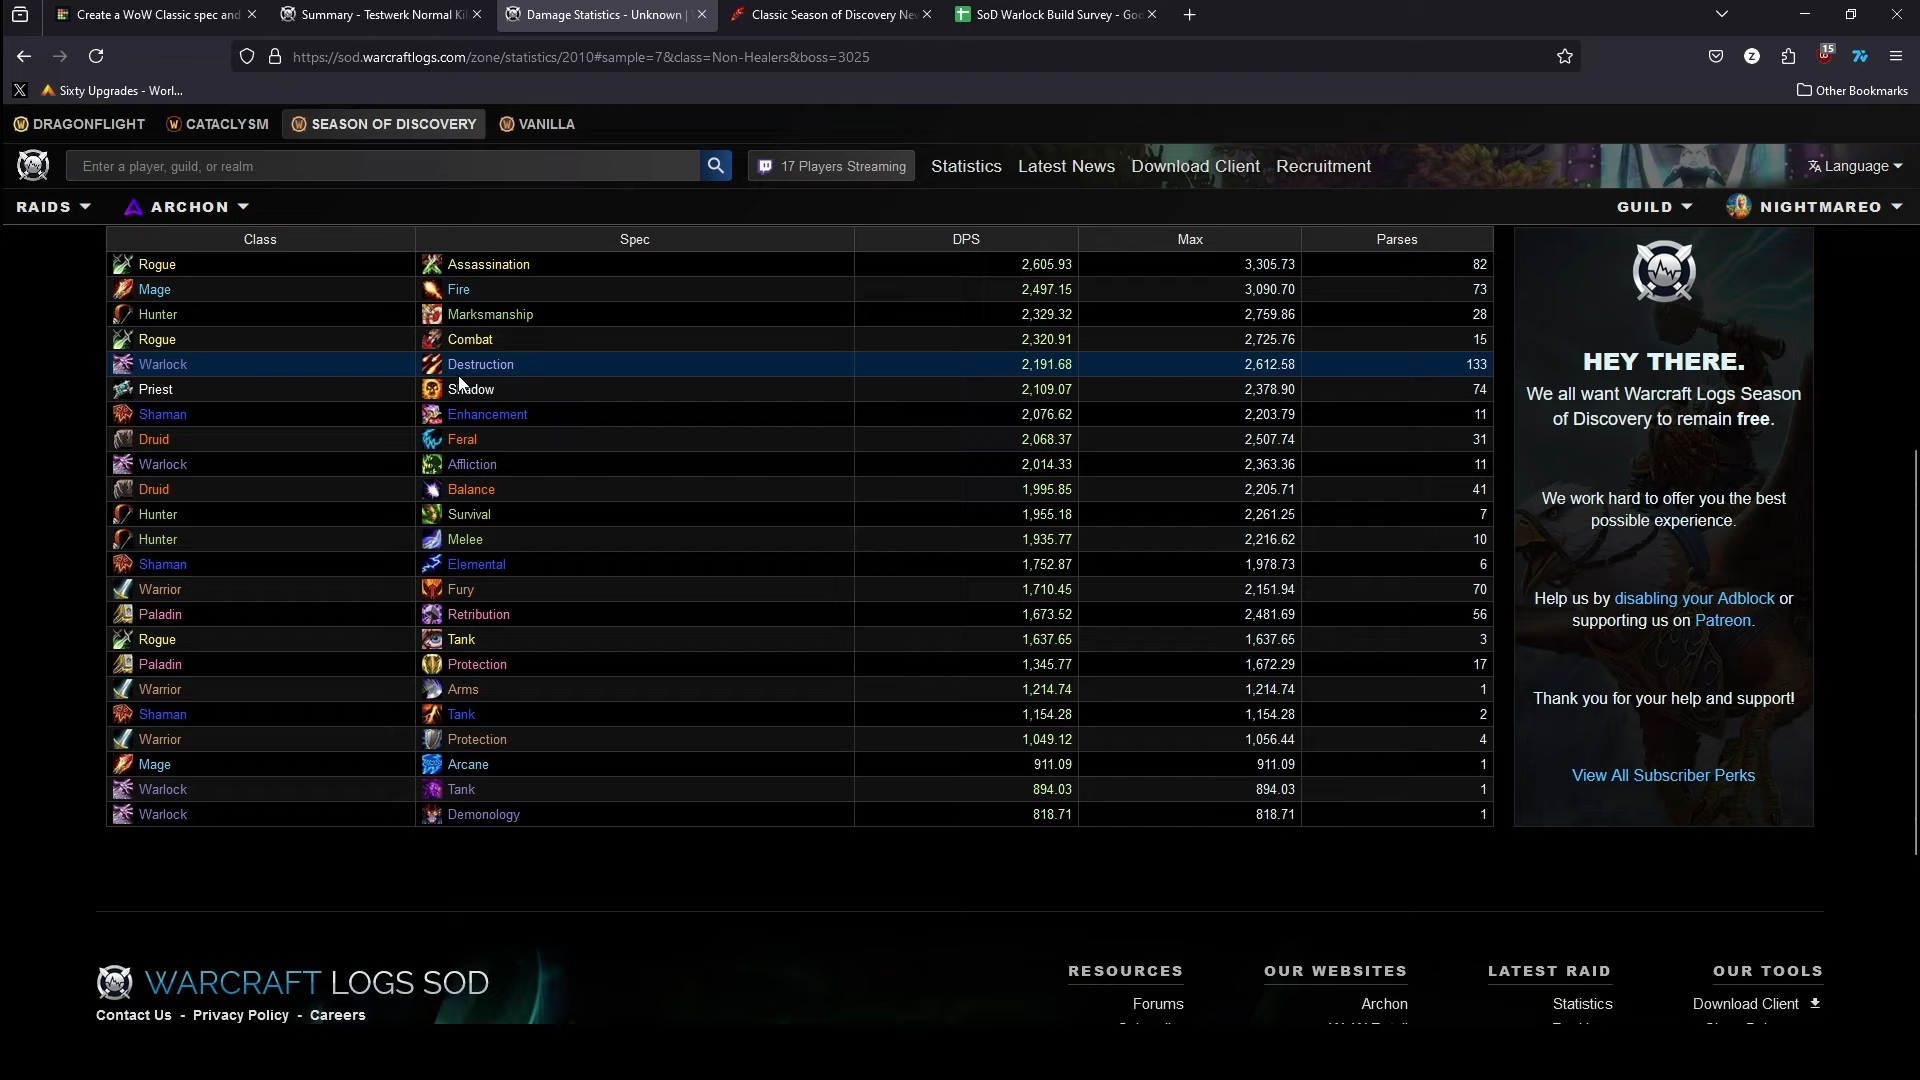 Create a WoW Classic spec and
Summary - Testwerk Normal Kil
Damage Statistics - Unknown |
Classic Season of Discovery Ne
SoD Warlock Build Survey - Goo
https://sod.warcraftlogs.com/zone/statistics/2010#sample=7&class=Non-Healers&boss=3025
Z
15
X
Sixty Upgrades - Worl...
Other Bookmarks
DRAGONFLIGHT
CATACLYSM
SEASON OF DISCOVERY
VANILLA
Enter a player, guild, or realm
17 Players Streaming
Statistics
Latest News
Download Client
Recruitment
Language
RAIDS
ARCHON
GUILD
NIGHTMAREO
Class Spec DPS Max Parses
Rogue Assassination 2,605.93 3,305.73 82
Mage Fire 2,497.15 3,090.70 73
Hunter Marksmanship 2,329.32 2,759.86 28
Rogue Combat 2,320.91 2,725.76 15
Warlock Destruction 2,191.68 2,612.58 133
Priest Shadow 2,109.07 2,378.90 74
Shaman Enhancement 2,076.62 2,203.79 11
Druid Feral 2,068.37 2,507.74 31
Warlock Affliction 2,014.33 2,363.36 11
Druid Balance 1,995.85 2,205.71 41
Hunter Survival 1,955.18 2,261.25 7
Hunter Melee 1,935.77 2,216.62 10
Shaman Elemental 1,752.87 1,978.73 6
Warrior Fury 1,710.45 2,151.94 70
Paladin Retribution 1,673.52 2,481.69 56
Rogue Tank 1,637.65 1,637.65 3
Paladin Protection 1,345.77 1,672.29 17
Warrior Arms 1,214.74 1,214.74 1
Shaman Tank 1,154.28 1,154.28 2
Warrior Protection 1,049.12 1,056.44 4
Mage Arcane 911.09 911.09 1
Warlock Tank 894.03 894.03 1
Warlock Demonology 818.71 818.71 1
HEY THERE.
We all want Warcraft Logs Season
of Discovery to remain free.
We work hard to offer you the best
possible experience.
Help us by disabling your Adblock or
supporting us on Patreon.
Thank you for your help and support!
View All Subscriber Perks
WARCRAFT LOGS SOD
Contact Us - Privacy Policy - Careers
RESOURCES
Forums
OUR WEBSITES
Archon
LATEST RAID
Statistics
OUR TOOLS
Download Client